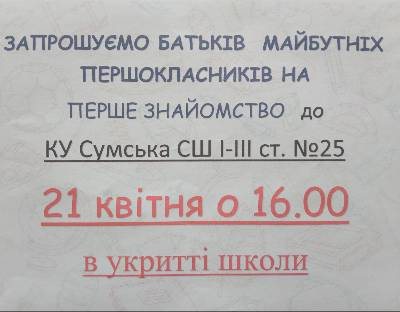 ЗАПРОШУЄМО БАТЬКІВ МАЙБУТНІХ
ПЕРШОКЛАСНИКІВ НА
ПЕРШЕ ЗНАЙОМСТВО до
КУ Сумська СШ І-ІІІ ст. №25
21 квітня о 16.00
в укритті школи